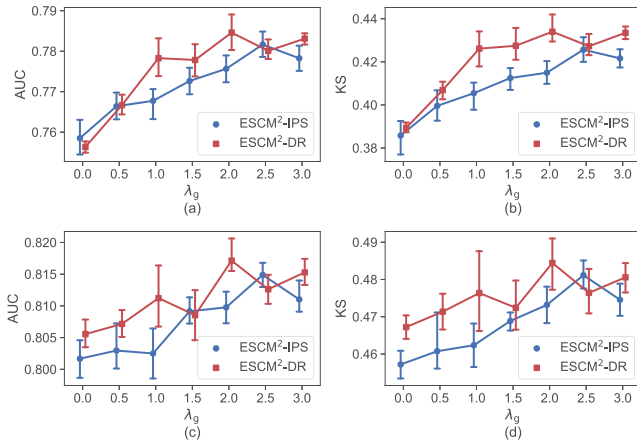 0.78
0.77
0.76
AUC
ESCM²-IPS
ESCM²-DR
0.0 0.5 1.0 1.5 2.0 2.5 3.0
λg
(a)
0.44
0.42
0.40
0.38
KS
ESCM²-IPS
ESCM²-DR
0.0 0.5 1.0 1.5 2.0 2.5 3.0
λg
(b)
0.820
0.815
0.810
0.805
0.800
AUC
ESCM²-IPS
ESCM²-DR
0.0 0.5 1.0 1.5 2.0 2.5 3.0
λg
(c)
0.49
0.48
0.47
0.46
KS
ESCM²-IPS
ESCM²-DR
0.0 0.5 1.0 1.5 2.0 2.5 3.0
λg
(d)